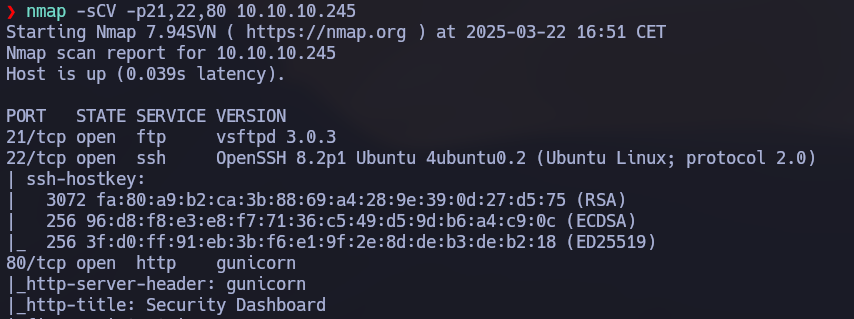 ❯ nmap -sCV -p21,22,80 10.10.10.245
Starting Nmap 7.94SVN ( https://nmap.org ) at 2025-03-22 16:51 CET
Nmap scan report for 10.10.10.245
Host is up (0.039s latency).
PORT   STATE SERVICE VERSION
21/tcp open  ftp     vsftpd 3.0.3
22/tcp open  ssh     OpenSSH 8.2p1 Ubuntu 4ubuntu0.2 (Ubuntu Linux; protocol 2.0)
| ssh-hostkey:
|   3072 fa:80:a9:b2:ca:3b:88:69:a4:28:9e:39:0d:27:d5:75 (RSA)
|   256 96:d8:f8:e3:e8:f7:71:36:c5:49:d5:9d:b6:a4:c9:0c (ECDSA)
|_  256 3f:d0:ff:91:eb:3b:f6:e1:9f:2e:8d:de:b3:de:b2:18 (ED25519)
80/tcp open  http    gunicorn
|_http-server-header: gunicorn
|_http-title: Security Dashboard